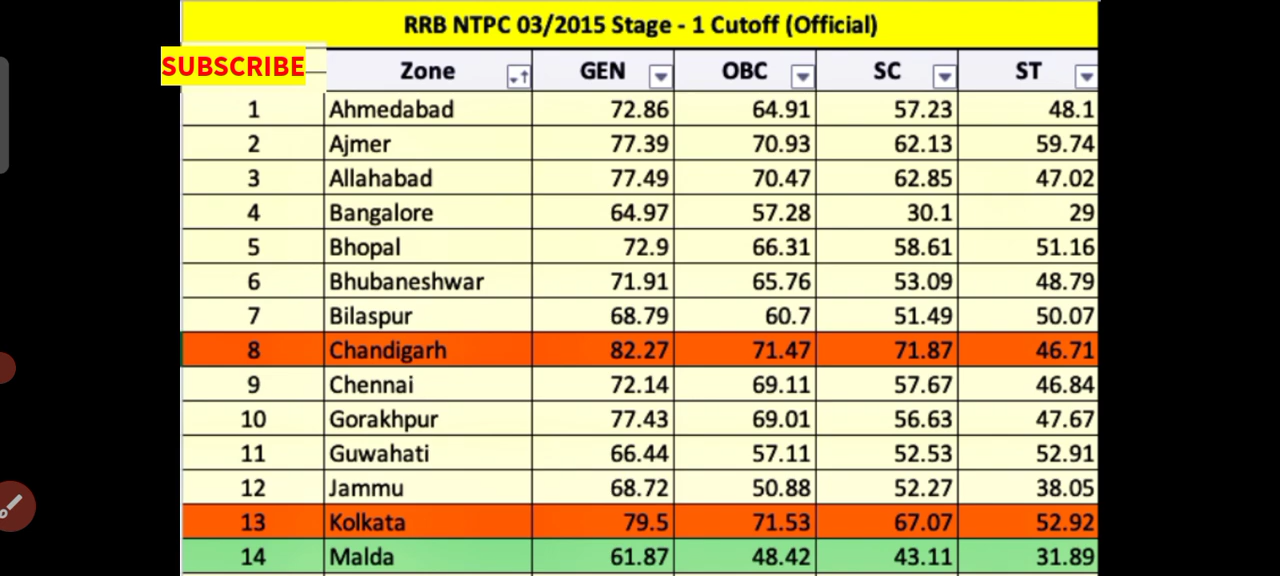 RRB NTPC 03/2015 Stage - 1 Cutoff (Official)
SUBSCRIBE
Zone GEN OBC SC ST
1 Ahmedabad 72.86 64.91 57.23 48.1
2 Ajmer 77.39 70.93 62.13 59.74
3 Allahabad 77.49 70.47 62.85 47.02
4 Bangalore 64.97 57.28 30.1 29
5 Bhopal 72.9 66.31 58.61 51.16
6 Bhubaneshwar 71.91 65.76 53.09 48.79
7 Bilaspur 68.79 60.7 51.49 50.07
8 Chandigarh 82.27 71.47 71.87 46.71
9 Chennai 72.14 69.11 57.67 46.84
10 Gorakhpur 77.43 69.01 56.63 47.67
11 Guwahati 66.44 57.11 52.53 52.91
12 Jammu 68.72 50.88 52.27 38.05
13 Kolkata 79.5 71.53 67.07 52.92
14 Malda 61.87 48.42 43.11 31.89